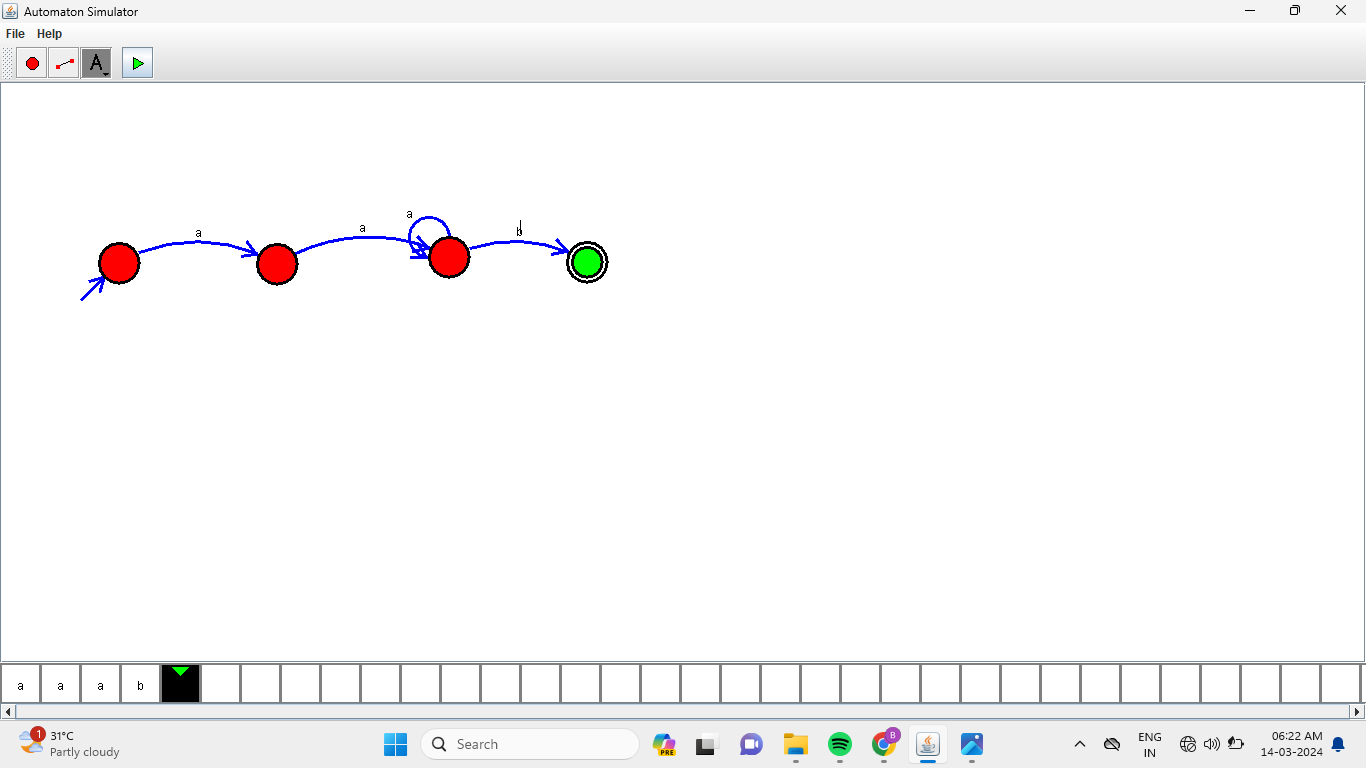 Automaton Simulator
File Help
A
a
a
a
b
a a a b
1
31°C
Partly cloudy
Search
PRE
B
ENG
IN
06:22 AM
14-03-2024